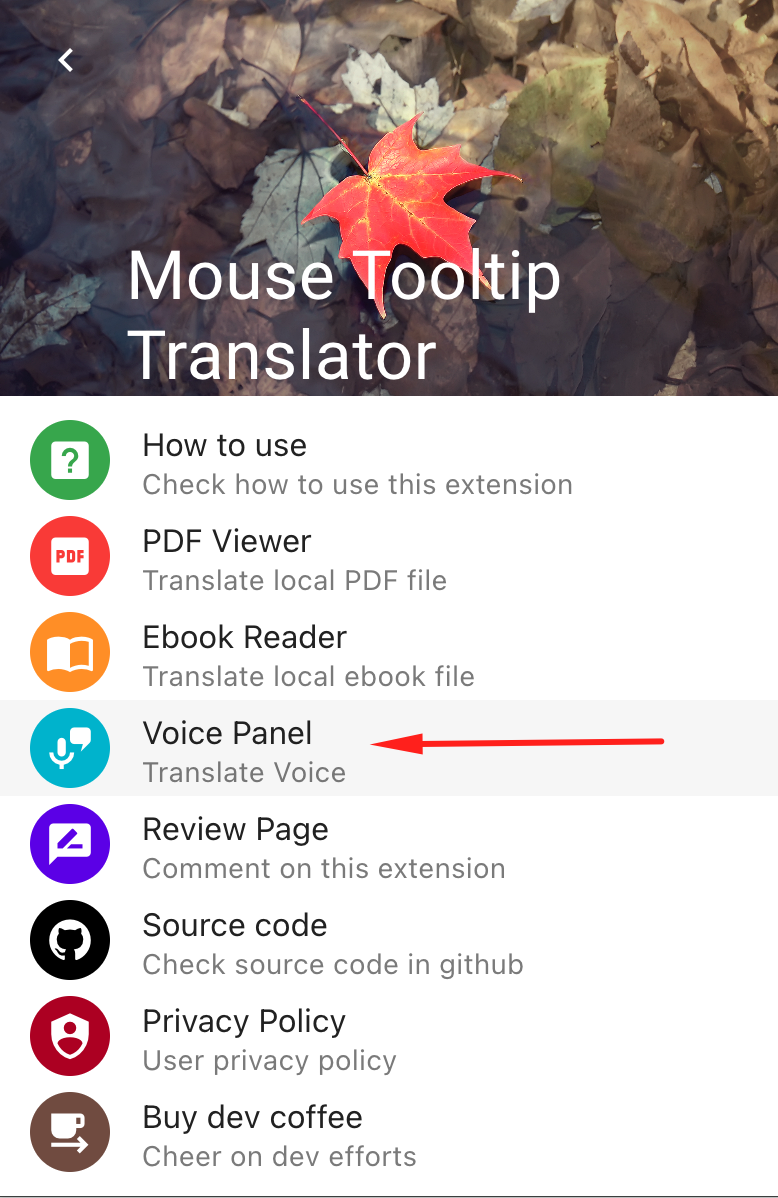 Mouse Tooltip
Translator
How to use
Check how to use this extension
PDF
PDF Viewer
Translate local PDF file
Ebook Reader
Translate local ebook file
Voice Panel
Translate Voice
Review Page
Comment on this extension
Source code
Check source code in github
Privacy Policy
User privacy policy
Buy dev coffee
Cheer on dev efforts